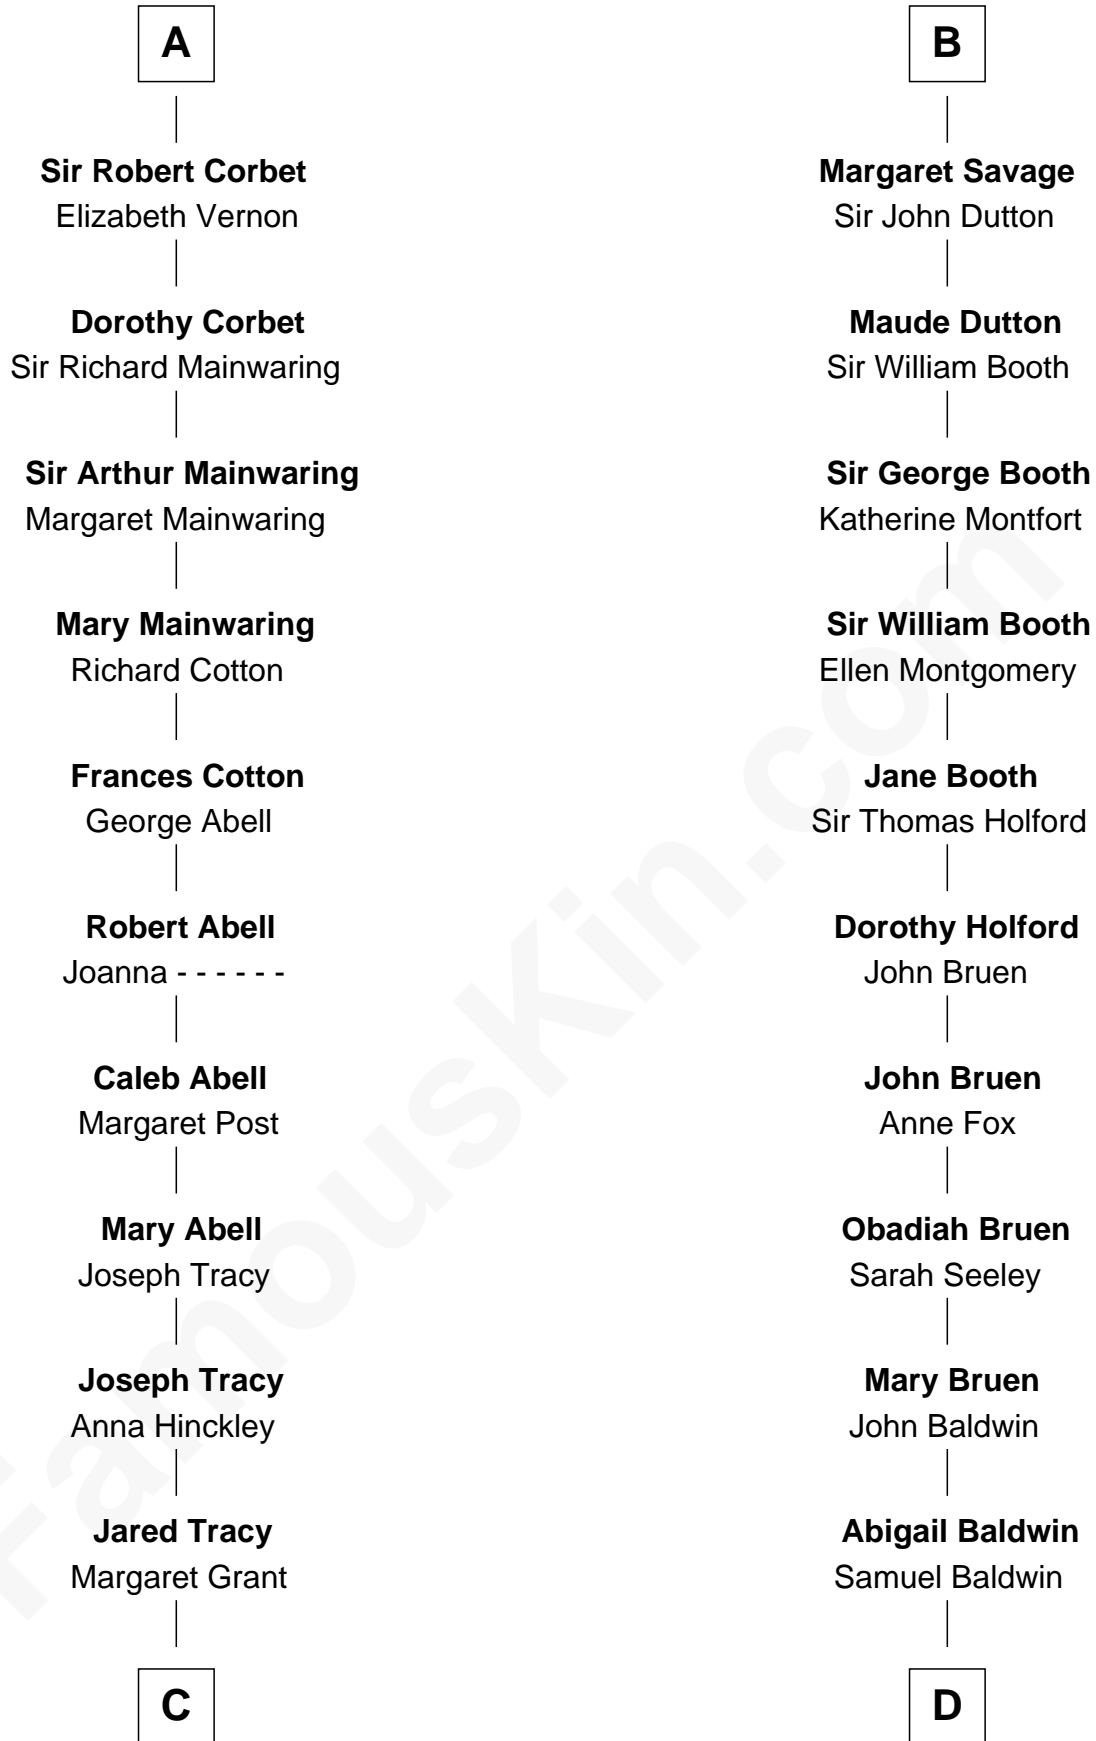 A
Sir Robert Corbet
Elizabeth Vernon
Dorothy Corbet
Sir Richard Mainwaring
Sir Arthur Mainwaring
Margaret Mainwaring
Mary Mainwaring
Richard Cotton
Frances Cotton
George Abell
Robert Abell
Joanna - - - - - -
Caleb Abell
Margaret Post
Mary Abell
Joseph Tracy
Joseph Tracy
Anna Hinckley
Jared Tracy
Margaret Grant
C
B
Margaret Savage
Sir John Dutton
Maude Dutton
Sir William Booth
Sir George Booth
Katherine Montfort
Sir William Booth
Ellen Montgomery
Jane Booth
Sir Thomas Holford
Dorothy Holford
John Bruen
John Bruen
Anne Fox
Obadiah Bruen
Sarah Seeley
Mary Bruen
John Baldwin
Abigail Baldwin
Samuel Baldwin
D
FamousKin.com